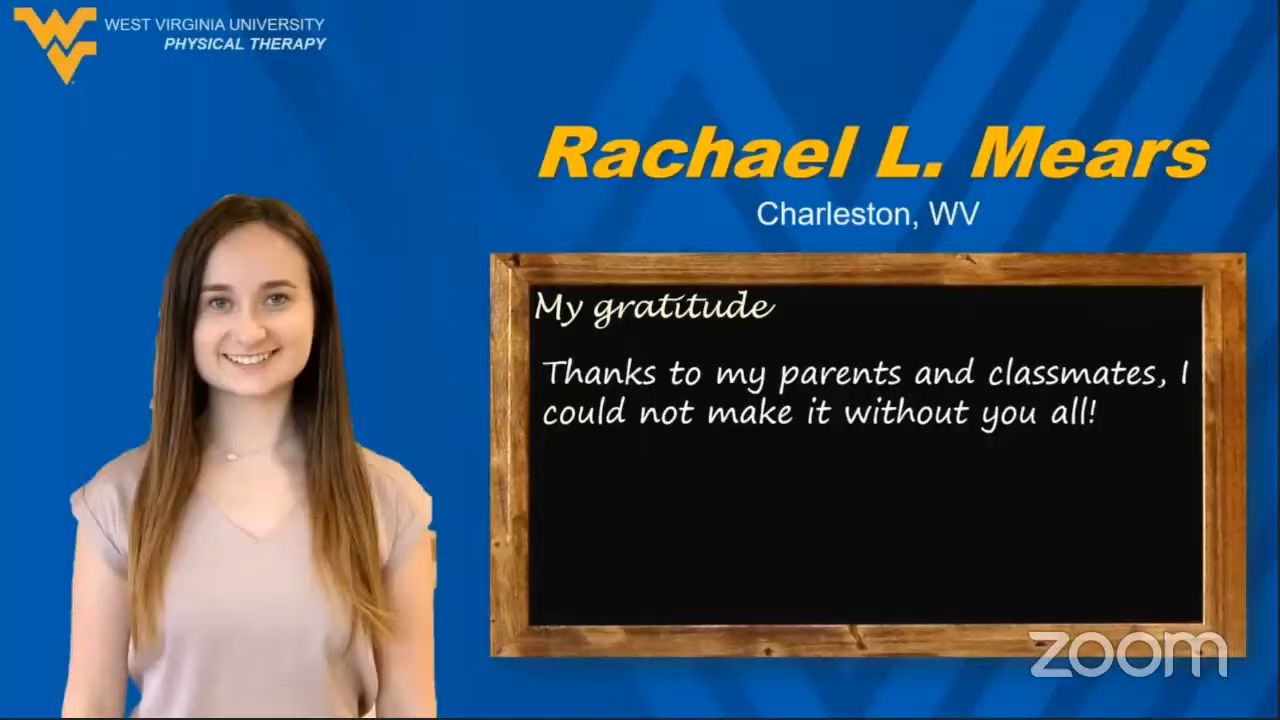 WEST VIRGINIA UNIVERSITY
PHYSICAL THERAPY
Rachael L. Mears
Charleston, WV
My gratitude
Thanks to my parents and classmates, I
could not make it without you all!
zoom